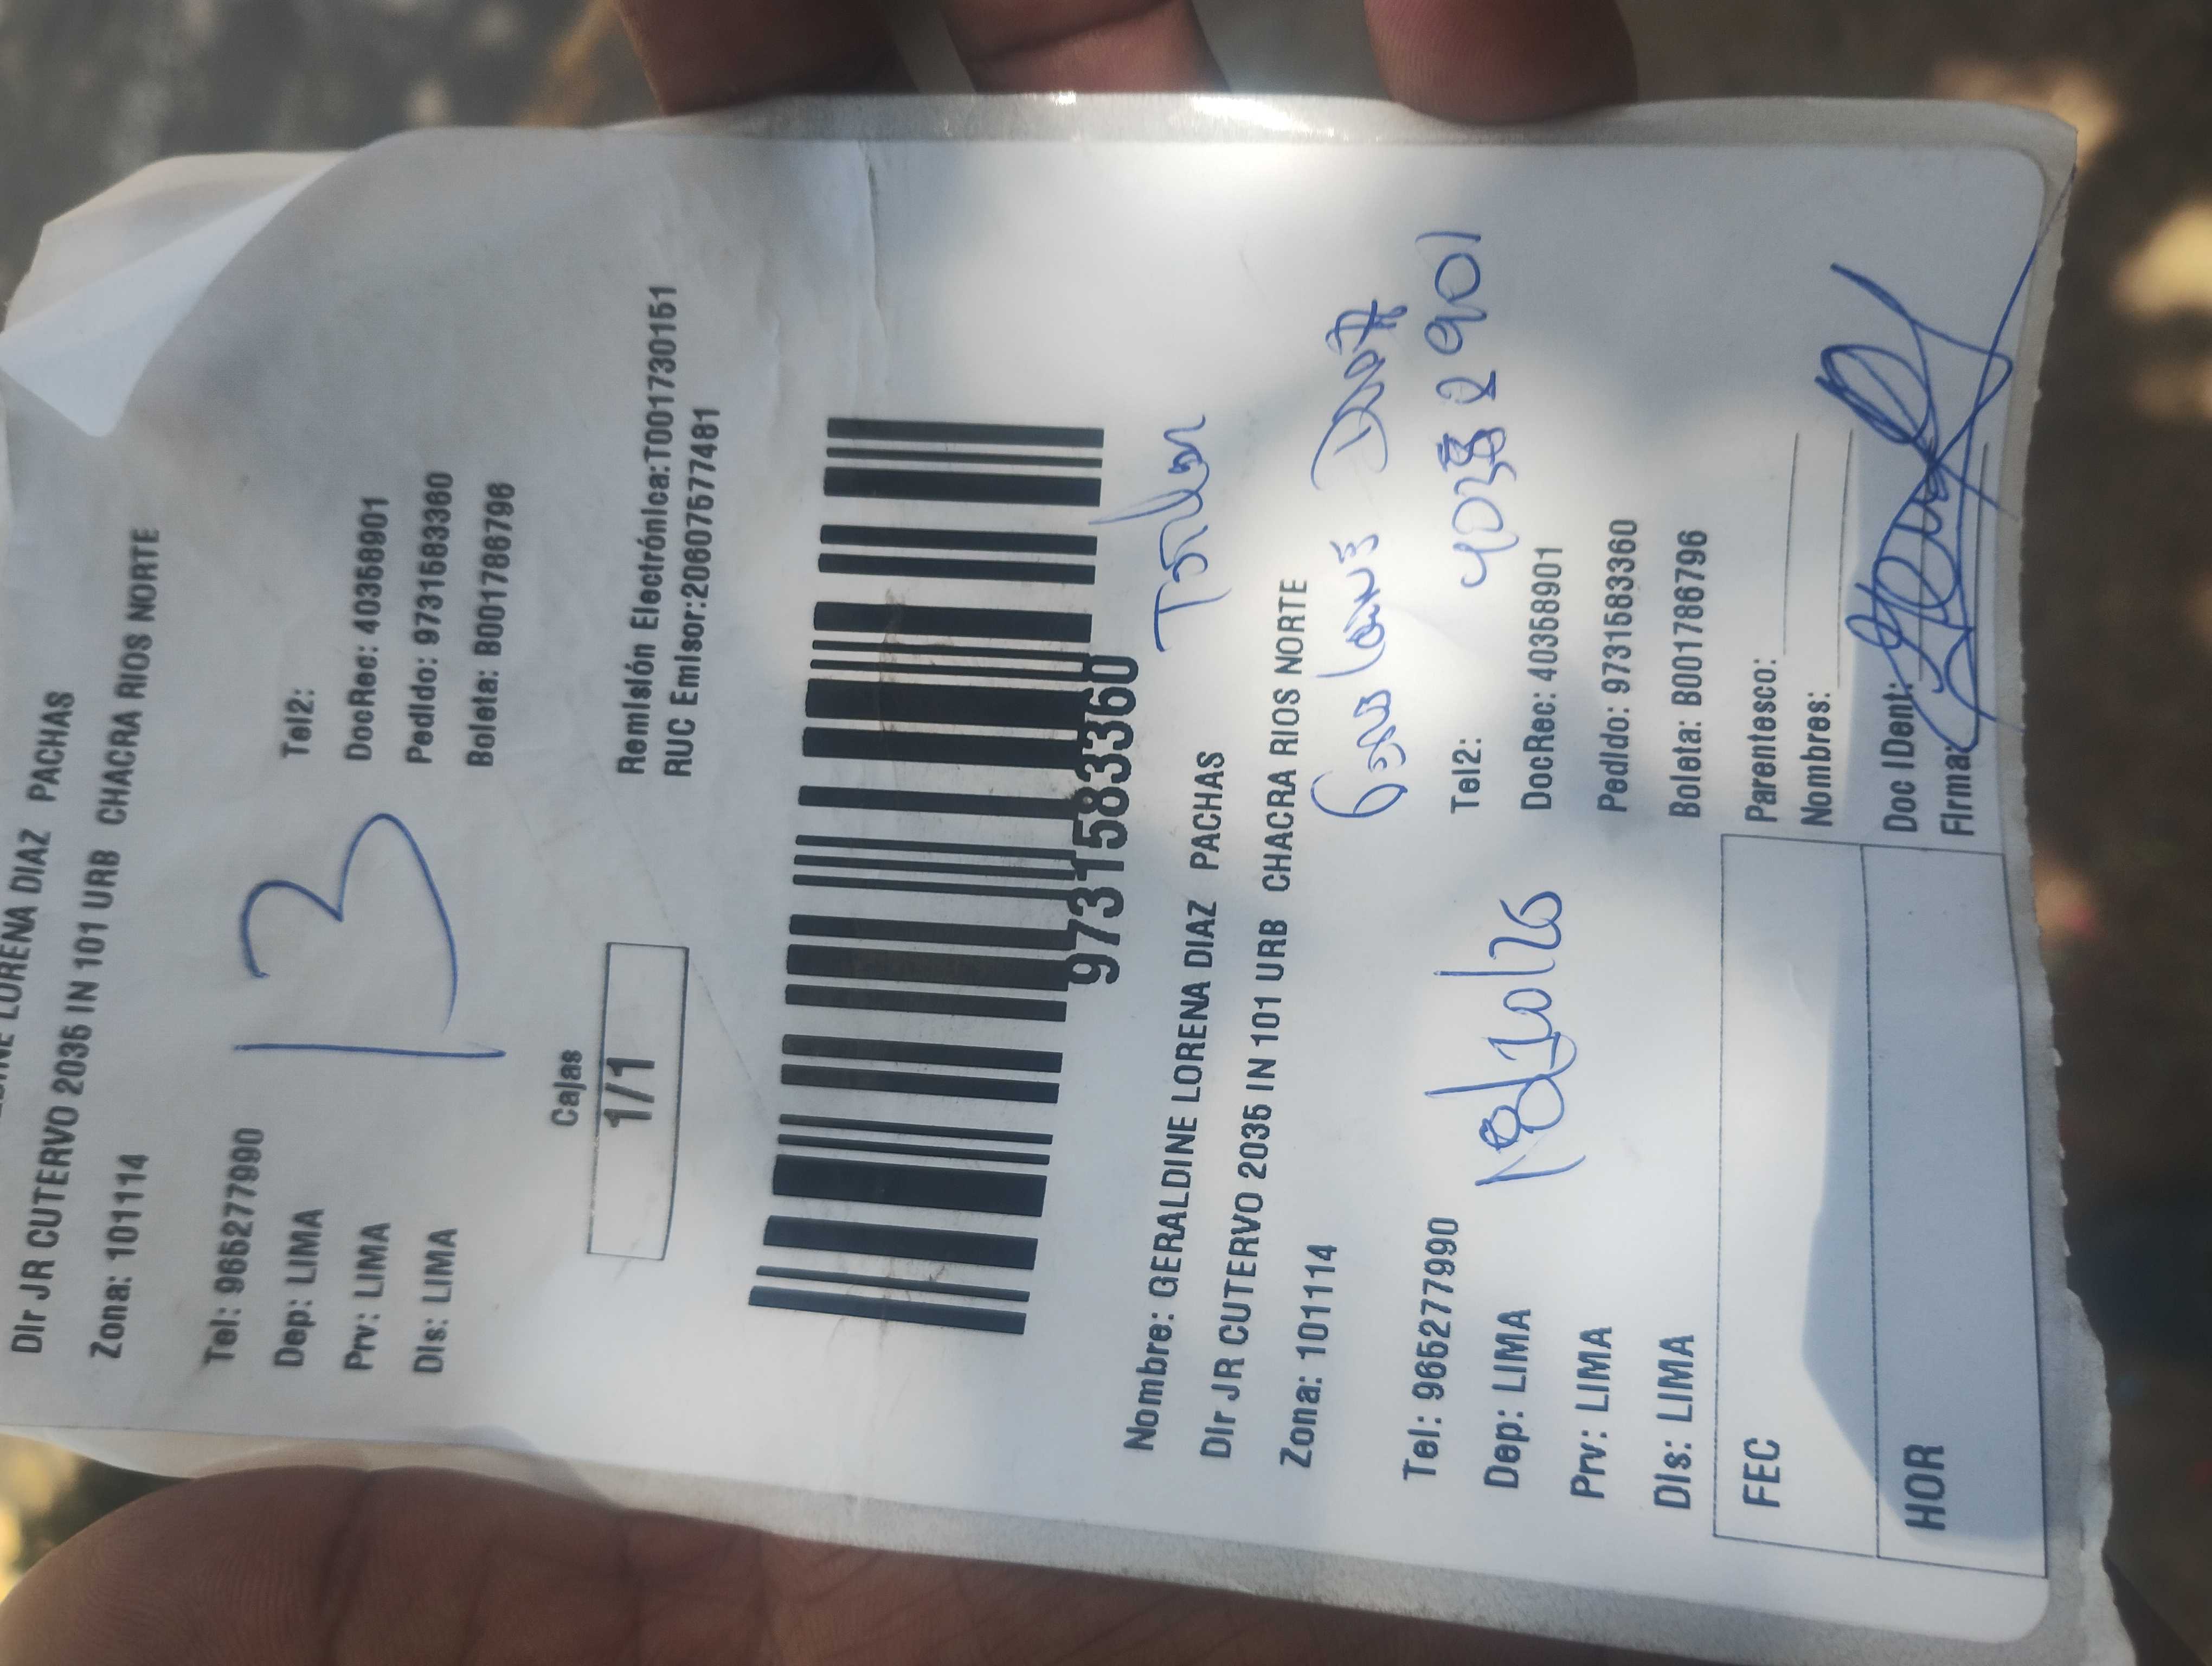 LORENA DIAZ PACHAS
Dir JR CUTERVO 2035 IN 101 URB CHACRA RIOS NORTE
Zona: 101114
Tel: 965277990
Tel2:
Dep: LIMA
DocRec: 40358901
Prv: LIMA
Pedido: 9731583360
Dis: LIMA
Boleta: B001786796
13
Cajas
1/1
Remisión Electrónica:T001730151
RUC Emisor:20607577481
9731583360
Nombre: GERALDINE LORENA DIAZ PACHAS
Dir JR CUTERVO 2035 IN 101 URB CHACRA RIOS NORTE
Zona: 101114
Tel: 965277990
Tel2:
Dep: LIMA
DocRec: 40358901
Prv: LIMA
Pedido: 9731583360
Dis: LIMA
Boleta: B001786796
FEC
Parentesco:
Nombres:
HOR
Doc IDent:
Firma: